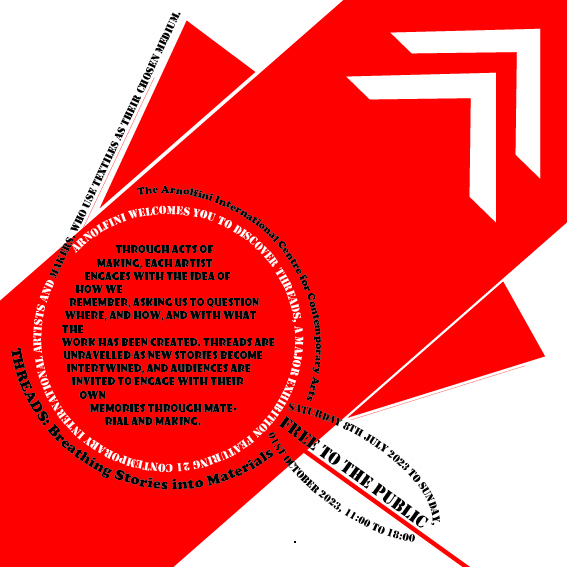 The Arnolfini International Centre for Contemporary Arts
ARNOLFINI WELCOMES YOU TO DISCOVER THREADS, A MAJOR EXHIBITION FEATURING 21 CONTEMPORARY INTERNATIONAL ARTISTS AND MAKERS, WHO USE TEXTILES AS THEIR CHOSEN MEDIUM.
THROUGH ACTS OF
MAKING, EACH ARTIST
ENGAGES WITH THE IDEA OF
HOW WE
REMEMBER, ASKING US TO QUESTION
WHERE, AND HOW, AND WITH WHAT
THE
WORK HAS BEEN CREATED. THREADS ARE
UNRAVELLED AS NEW STORIES BECOME
INTERTWINED, AND AUDIENCES ARE
INVITED TO ENGAGE WITH THEIR
OWN
MEMORIES THROUGH MATE-
RIAL AND MAKING.
THREADS: Breathing Stories into Materials
SATURDAY 8TH JULY 2023 TO SUNDAY,
FREE TO THE PUBLIC
01ST OCTOBER 2023, 11:00 TO 18:00